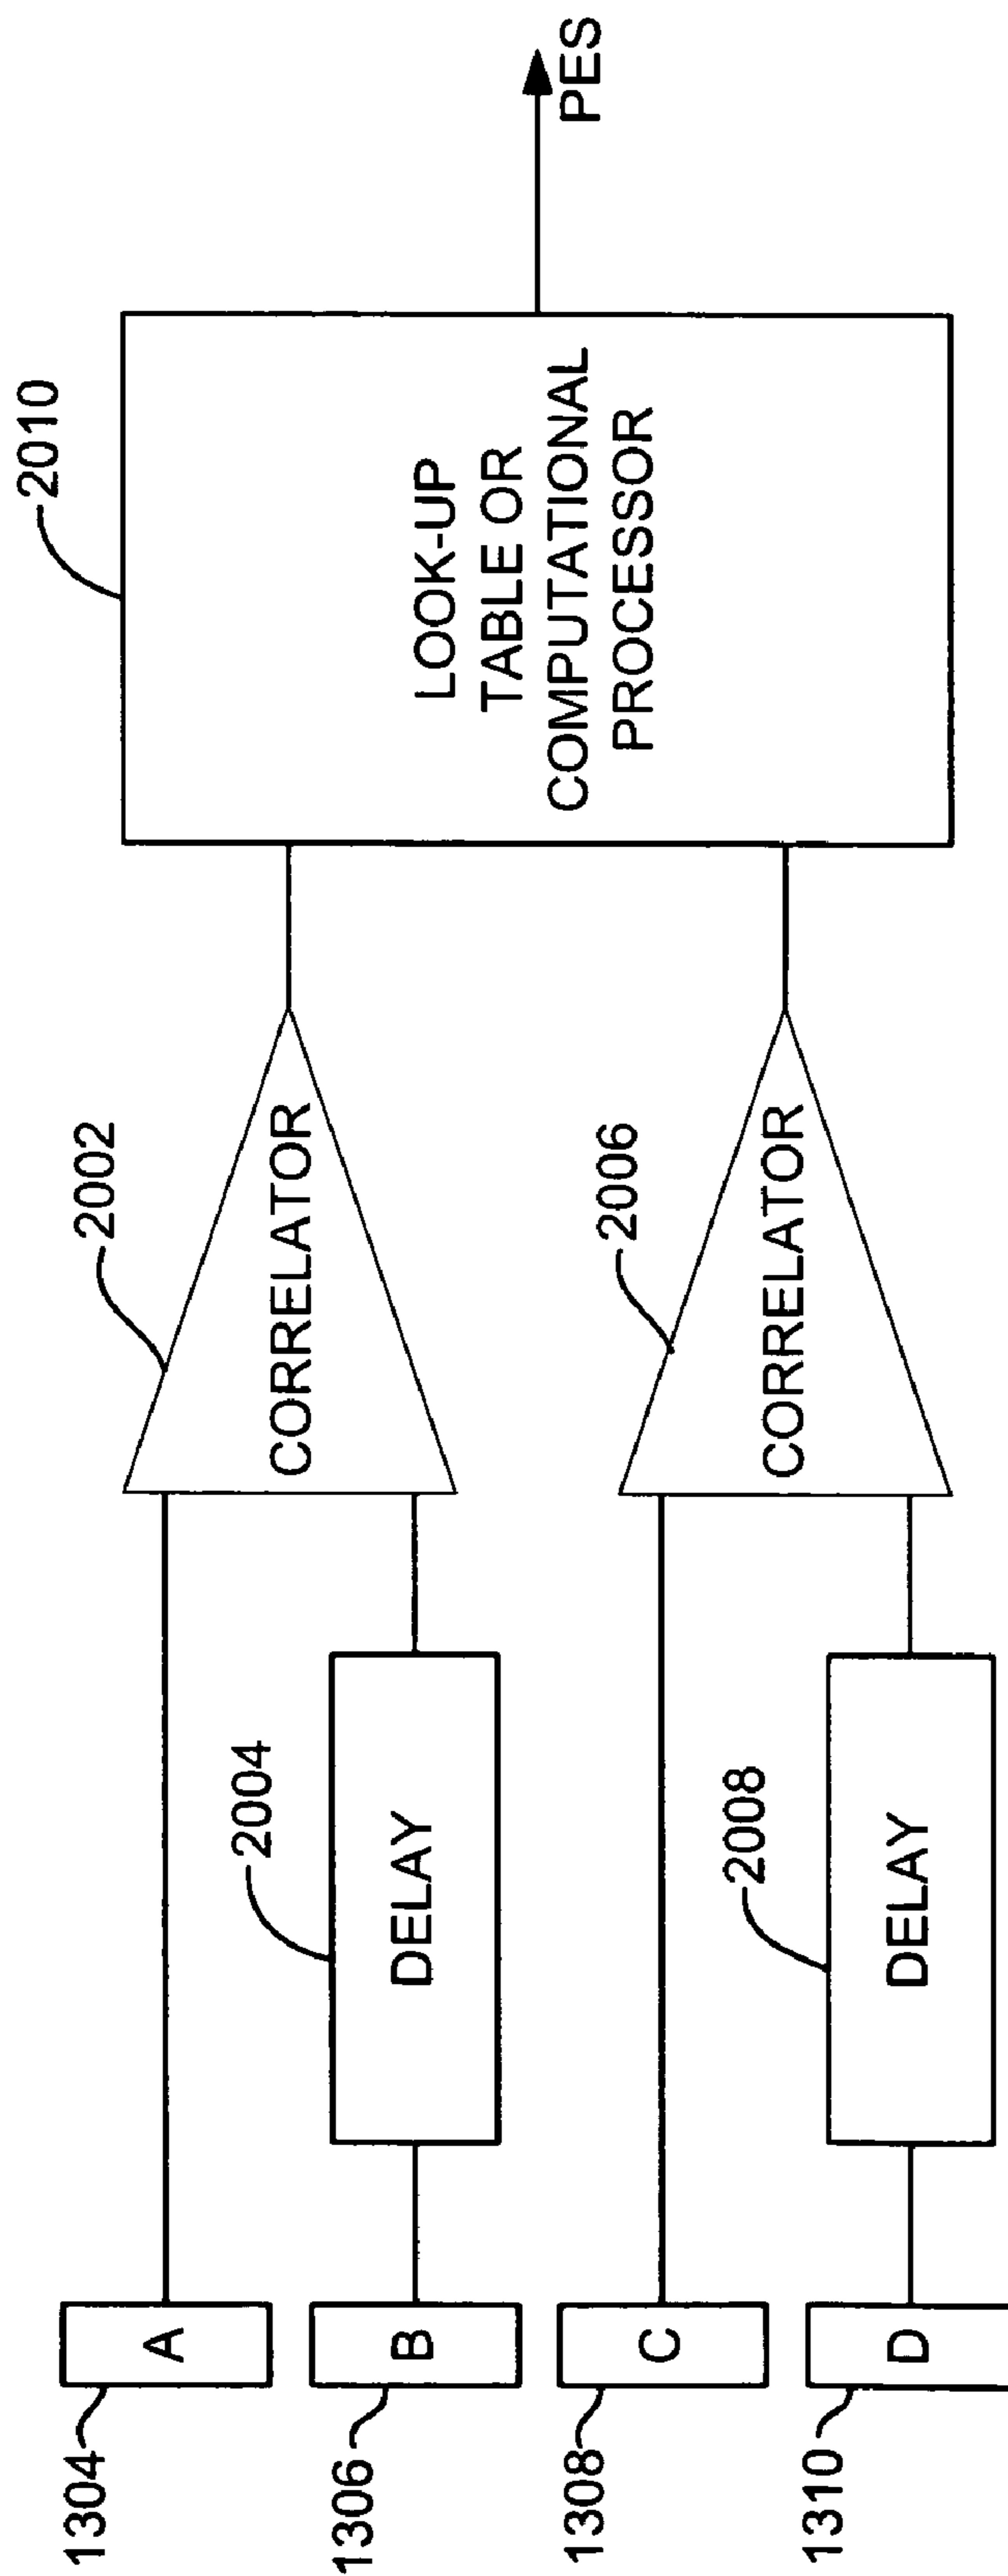 1304
A
1306
B
1308
C
1310
D
2004
DELAY
2008
DELAY
2002
CORRELATOR
2006
CORRELATOR
2010
LOOK-UP
TABLE OR
COMPUTATIONAL
PROCESSOR
PES